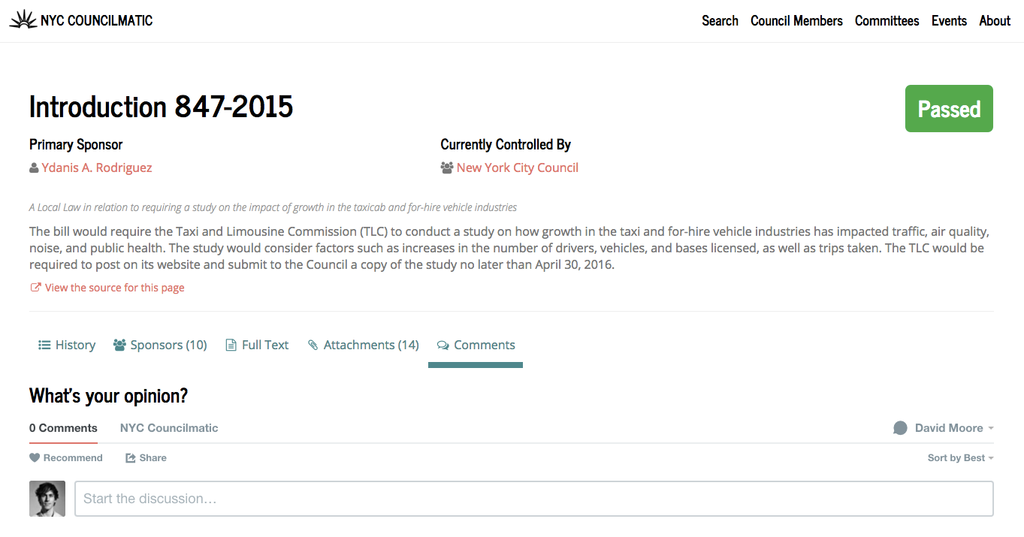 NYC COUNCILMATIC
Search Council Members Committees Events About
Introduction 847-2015
Passed
Primary Sponsor
Currently Controlled By
Ydanis A. Rodriguez
New York City Council
A Local Law in relation to requiring a study on the impact of growth in the taxicab and for-hire vehicle industries
The bill would require the Taxi and Limousine Commission (TLC) to conduct a study on how growth in the taxi and for-hire vehicle industries has impacted traffic, air quality,
noise, and public health. The study would consider factors such as increases in the number of drivers, vehicles, and bases licensed, as well as trips taken. The TLC would be
required to post on its website and submit to the Council a copy of the study no later than April 30, 2016.
View the source for this page
History Sponsors (10) Full Text Attachments (14) Comments
What's your opinion?
0 Comments NYC Councilmatic David Moore
Recommend Share Sort by Best
Start the discussion…